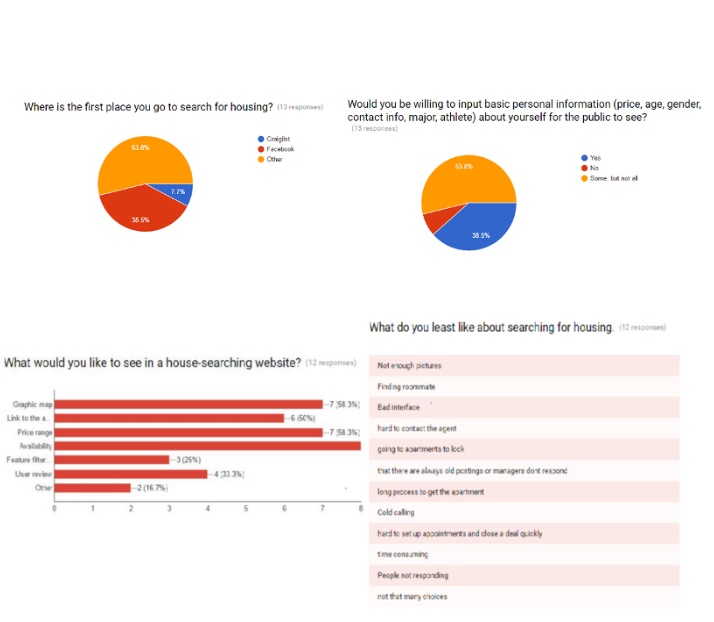 Where is the first place you go to search for housing? (13 responses)
53.8%
7.7%
38.5%
Craiglist
Facebook
Other
Would you be willing to input basic personal information (price, age, gender,
contact info, major, athlete) about yourself for the public to see?
(13 responses)
53.8%
38.5%
Yes
No
Some, but not all
What would you like to see in a house-searching website? (12 responses)
Graphic map
7 (58.3%)
Link to the a...
6 (50%)
Price range
7 (58.3%)
Availability
Feature filter
3 (25%)
User review
4 (33.3%)
Other
2 (16.7%)
0 1 2 3 4 5 6 7 8
What do you least like about searching for housing. (12 responses)
Not enough pictures
Finding roommate
Bad interface
hard to contact the agent
going to apartments to look
that there are always old postings or managers dont respond
long process to get the apartment
Cold calling
hard to set up appointments and close a deal quickly
time consuming
People not responding
not that many choices